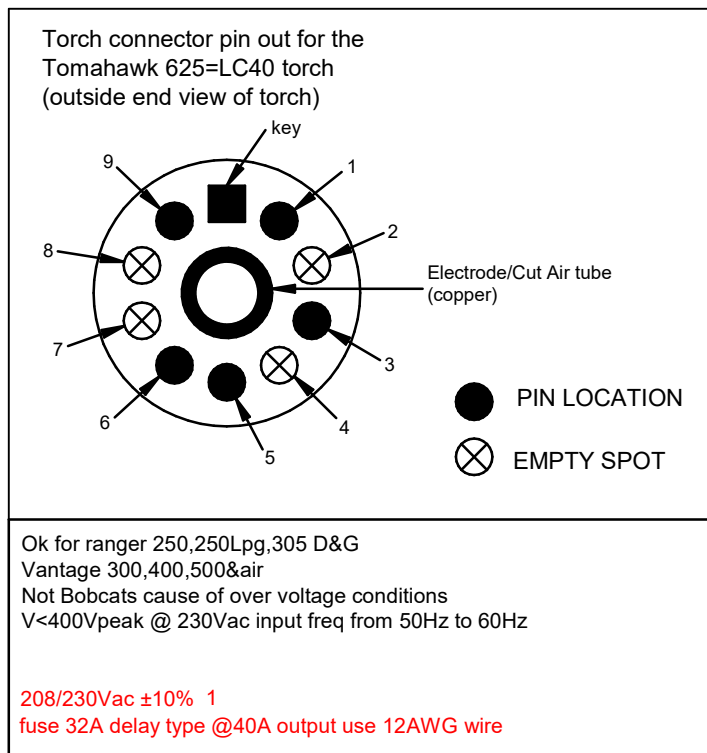 Torch connector pin out for the
Tomahawk 625=LC40 torch
(outside end view of torch)
key
9
1
8
2
Electrode/Cut Air tube
(copper)
7
3
6
4
5
PIN LOCATION
EMPTY SPOT
Ok for ranger 250,250Lpg,305 D&G
Vantage 300,400,500&air
Not Bobcats cause of over voltage conditions
V<400Vpeak @ 230Vac input freq from 50Hz to 60Hz
208/230Vac ±10% 1
fuse 32A delay type @40A output use 12AWG wire